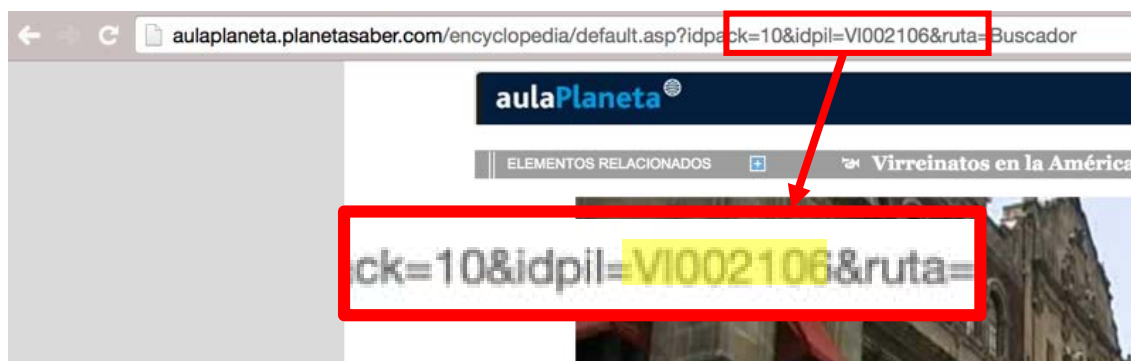 aulaplaneta.planetasaber.com/encyclopedia/default.asp?idpack=10&idpil=VI002106&ruta=Buscador
aulaPlaneta
ELEMENTOS RELACIONADOS + Virreinatos en la América
ck=10&idpil=VI002106&ruta=